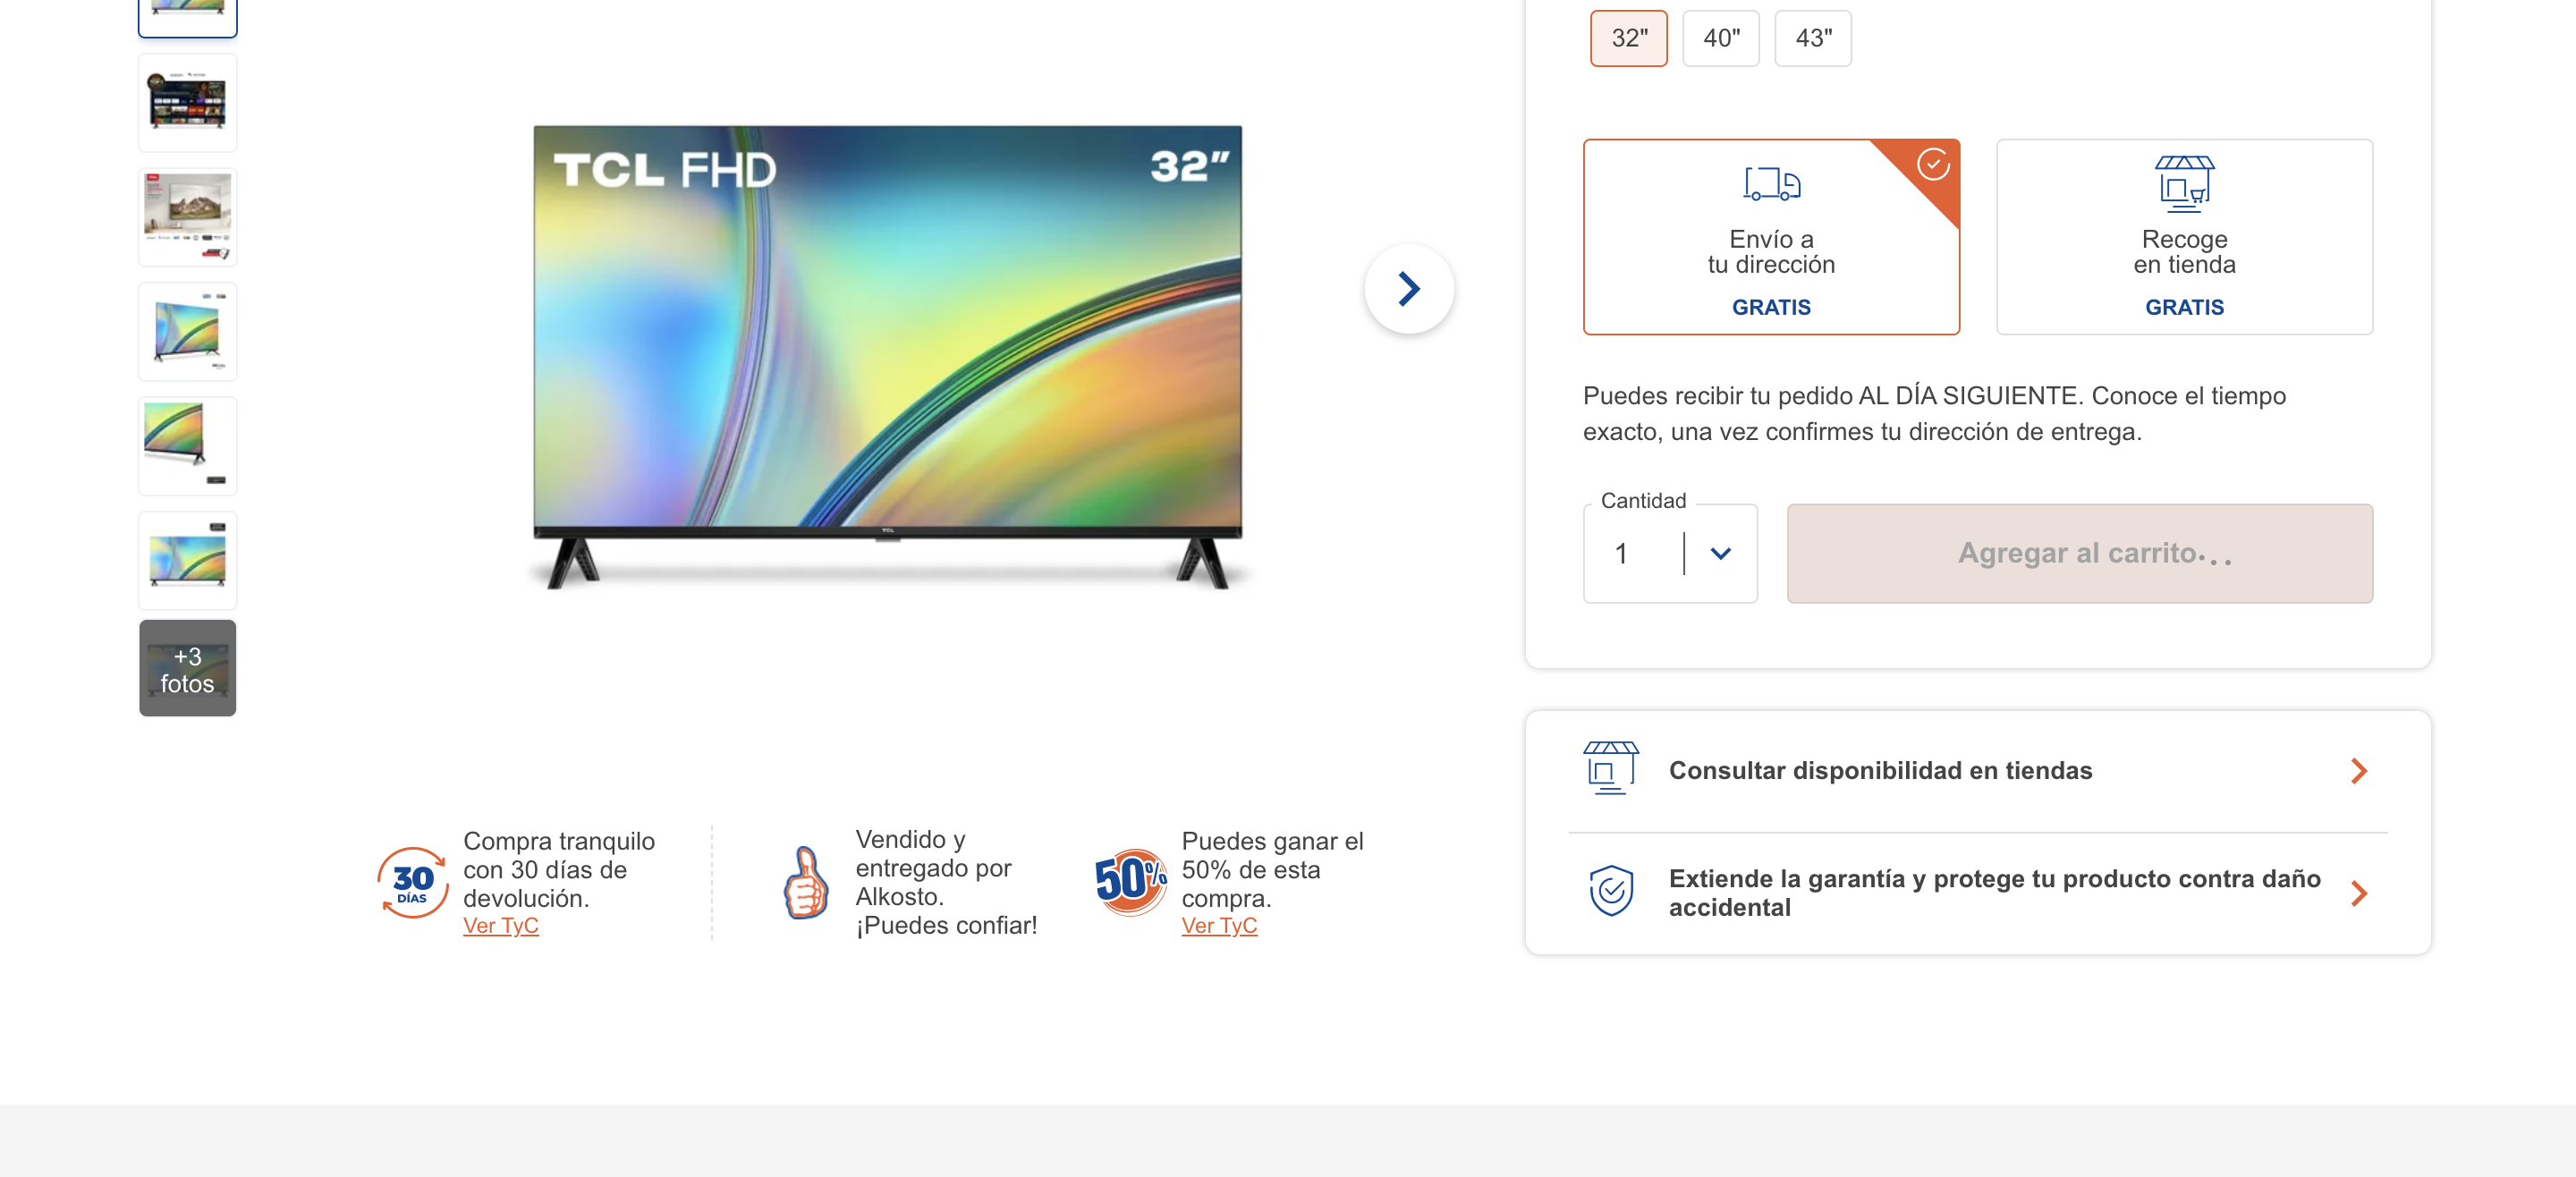 32"
40"
43"
TCL FHD
32"
TCL
Envío a
tu dirección
GRATIS
Recoge
en tienda
GRATIS
Puedes recibir tu pedido AL DÍA SIGUIENTE. Conoce el tiempo
exacto, una vez confirmes tu dirección de entrega.
Cantidad
1
Agregar al carrito...
+3
fotos
Consultar disponibilidad en tiendas
Extiende la garantía y protege tu producto contra daño
accidental
30
DÍAS
Compra tranquilo
con 30 días de
devolución.
Ver TyC
Vendido y
entregado por
Alkosto.
¡Puedes confiar!
50%
Puedes ganar el
50% de esta
compra.
Ver TyC